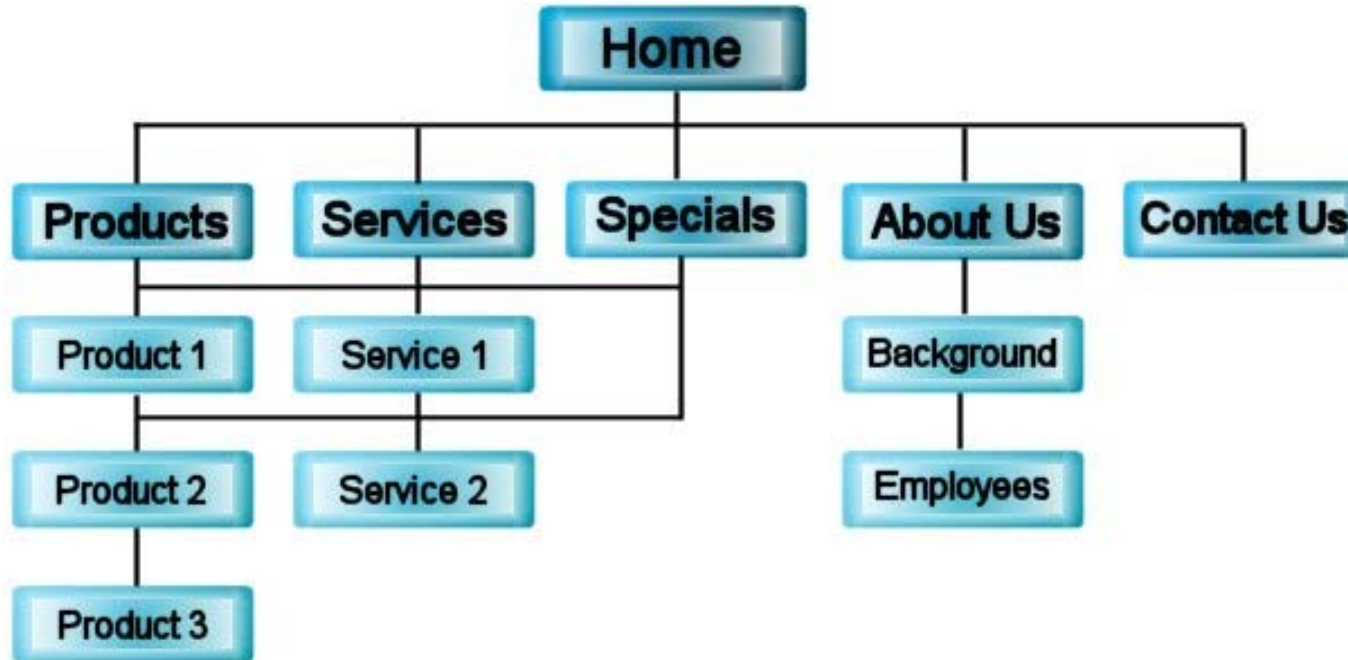 Home
Products
Services
Specials
About Us
Contact Us
Product 1
Service 1
Background
Product 2
Service 2
Employees
Product 3